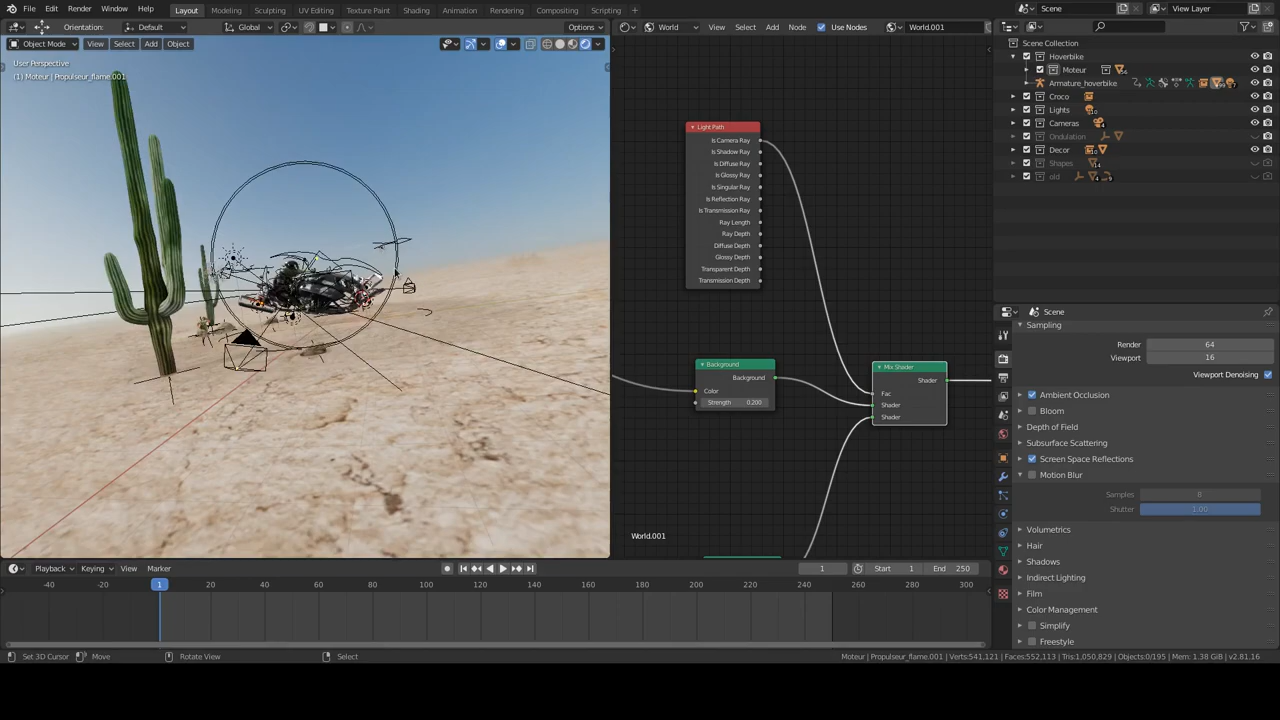 File Edit Render Window Help Layout Modeling Sculpting UV Editing Texture Paint Shading Animation Rendering Compositing Scripting Scene View Layer
Orientation: Default Global Options World View Select Add Node Use Nodes World.001
Object Mode View Select Add Object
User Perspective
(1) Moteur | Propulseur_flame.001
Light Path
Is Camera Ray
Is Shadow Ray
Is Diffuse Ray
Is Glossy Ray
Is Singular Ray
Is Reflection Ray
Is Transmission Ray
Ray Length
Ray Depth
Diffuse Depth
Glossy Depth
Transparent Depth
Transmission Depth
Background
Background
Color
Strength 0.200
Mix Shader
Shader
Fac
Shader
Shader
World.001
Scene Collection
Hoverbike
Moteur
Armature_hoverbike
Croco
Lights
Cameras
Ondulation
Decor
Shapes
old
Scene
Sampling
Render 64
Viewport 16
Viewport Denoising
Ambient Occlusion
Bloom
Depth of Field
Subsurface Scattering
Screen Space Reflections
Motion Blur
Samples 8
Shutter 1.00
Volumetrics
Hair
Shadows
Indirect Lighting
Film
Color Management
Simplify
Freestyle
Playback Keying View Marker 1 Start 1 End 250
-40 -20 1 20 40 60 80 100 120 140 160 180 200 220 240 260 280 300
Set 3D Cursor Move Rotate View Select Moteur | Propulseur_flame.001 | Verts:541,121 | Faces:552,113 | Tris:1,050,829 | Objects:0/195 | Mem: 1.38 GiB | v2.81.16